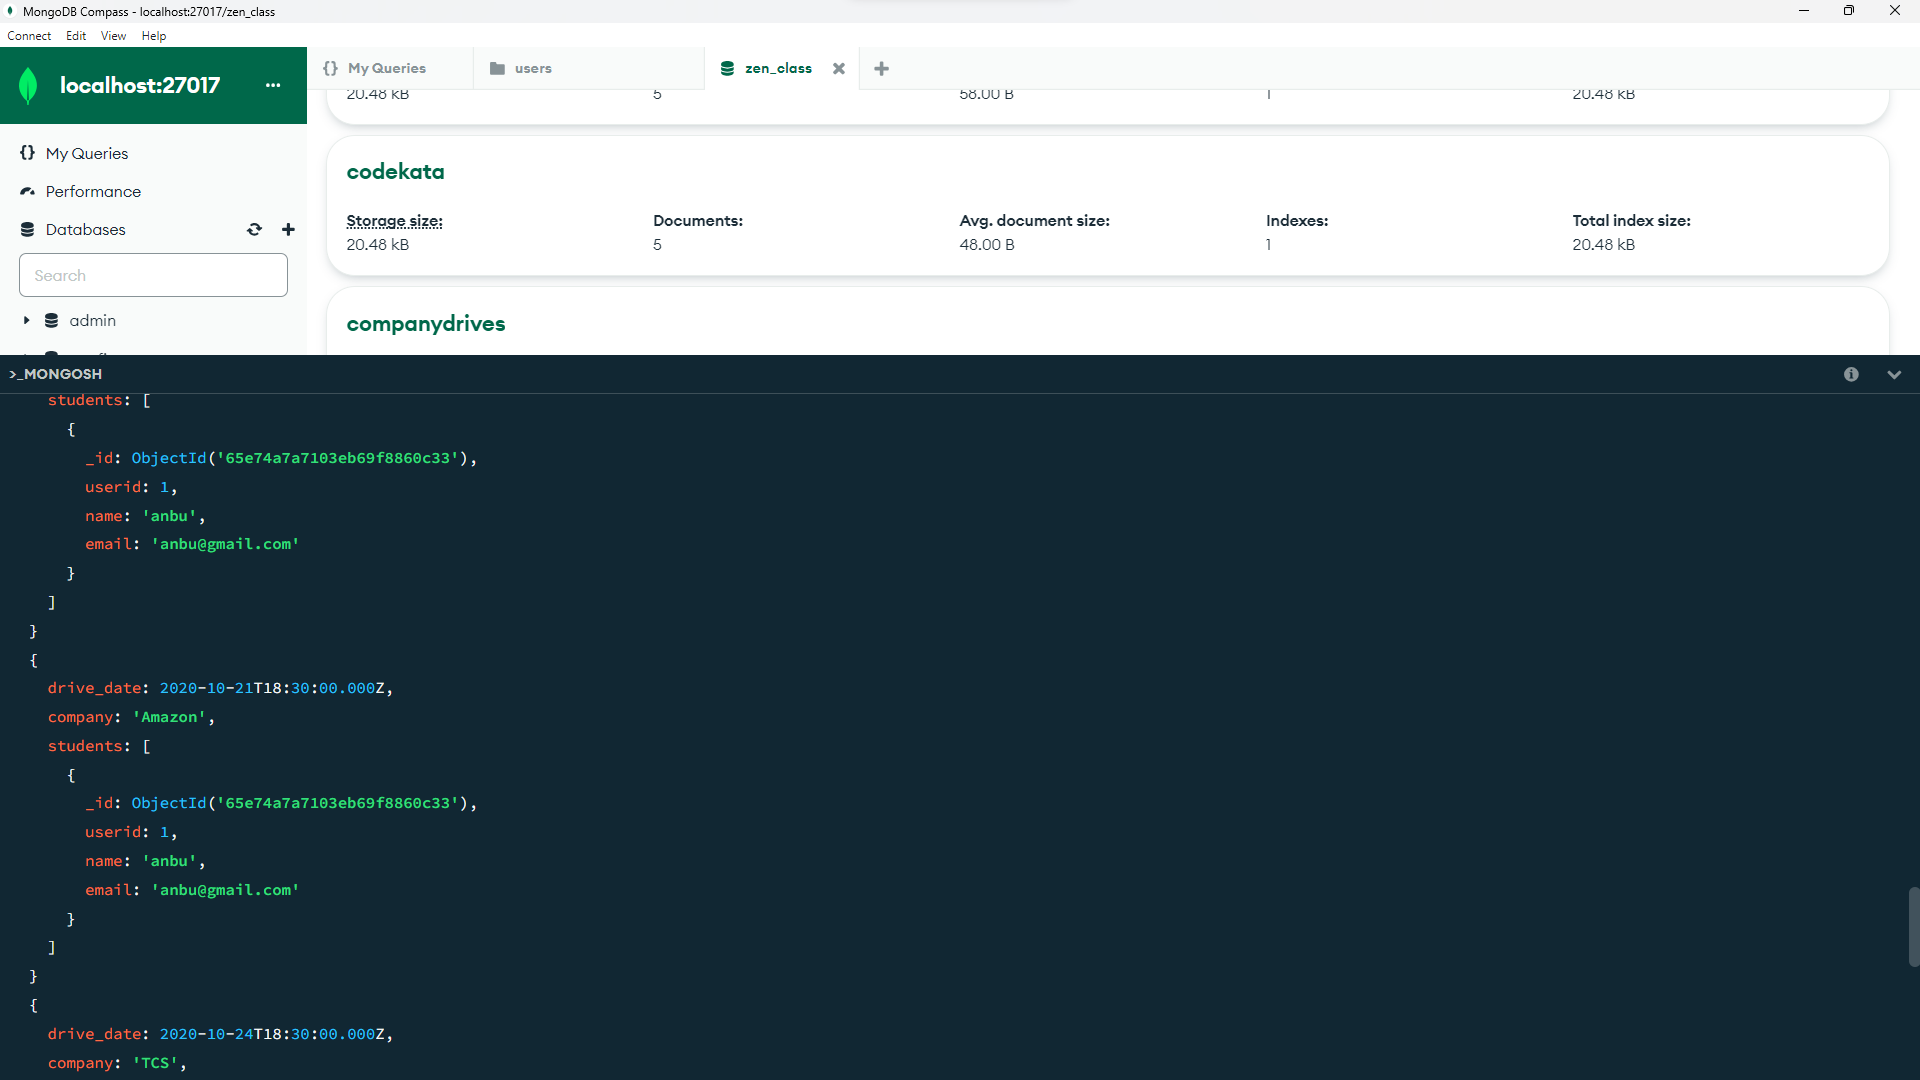 MongoDB Compass - localhost:27017/zen_class
Connect Edit View Help
localhost:27017 ...
{} My Queries
users
zen_class
20.48 kB 5 58.00 B 1 20.48 kB
{} My Queries
Performance
Databases
Search
admin
codekata
Storage size: Documents: Avg. document size: Indexes: Total index size:
20.48 kB 5 48.00 B 1 20.48 kB
companydrives
>_MONGOSH
students: [
{
_id: ObjectId('65e74a7a7103eb69f8860c33'),
userid: 1,
name: 'anbu',
email: 'anbu@gmail.com'
}
]
}
{
drive_date: 2020-10-21T18:30:00.000Z,
company: 'Amazon',
students: [
{
_id: ObjectId('65e74a7a7103eb69f8860c33'),
userid: 1,
name: 'anbu',
email: 'anbu@gmail.com'
}
]
}
{
drive_date: 2020-10-24T18:30:00.000Z,
company: 'TCS',